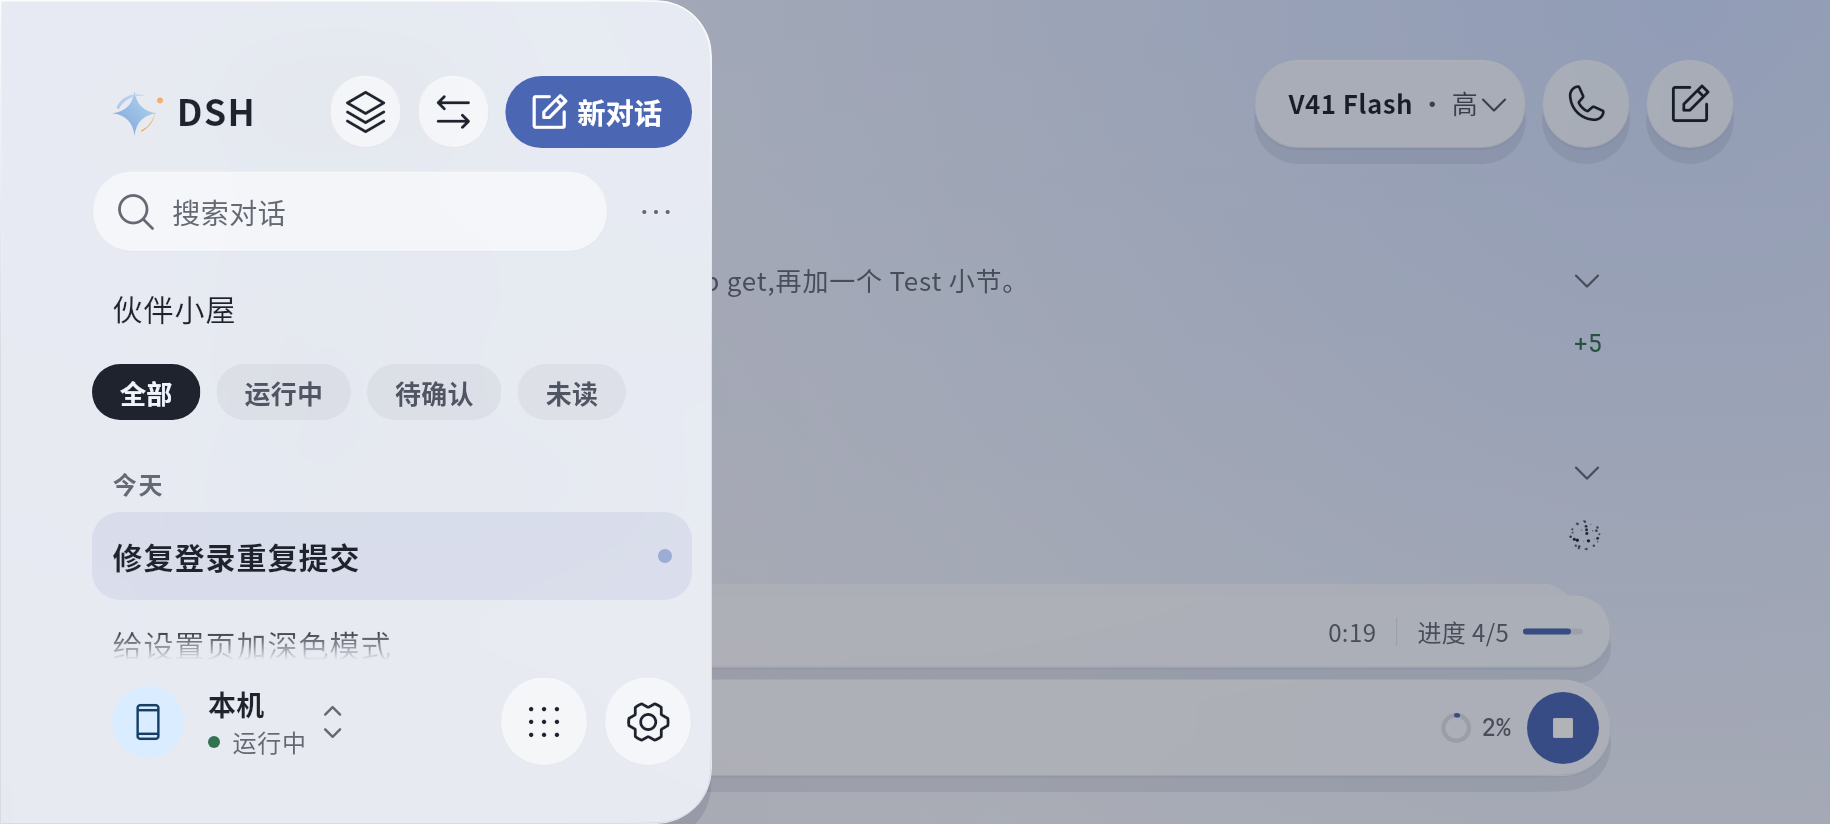 DSH
新对话
V41 Flash · 高
搜索对话
get,再加一个 Test 小节。
伙伴小屋
+5
全部
运行中
待确认
未读
今天
修复登录重复提交
给设置页加深色模式
0:19
进度 4/5
本机
运行中
2%